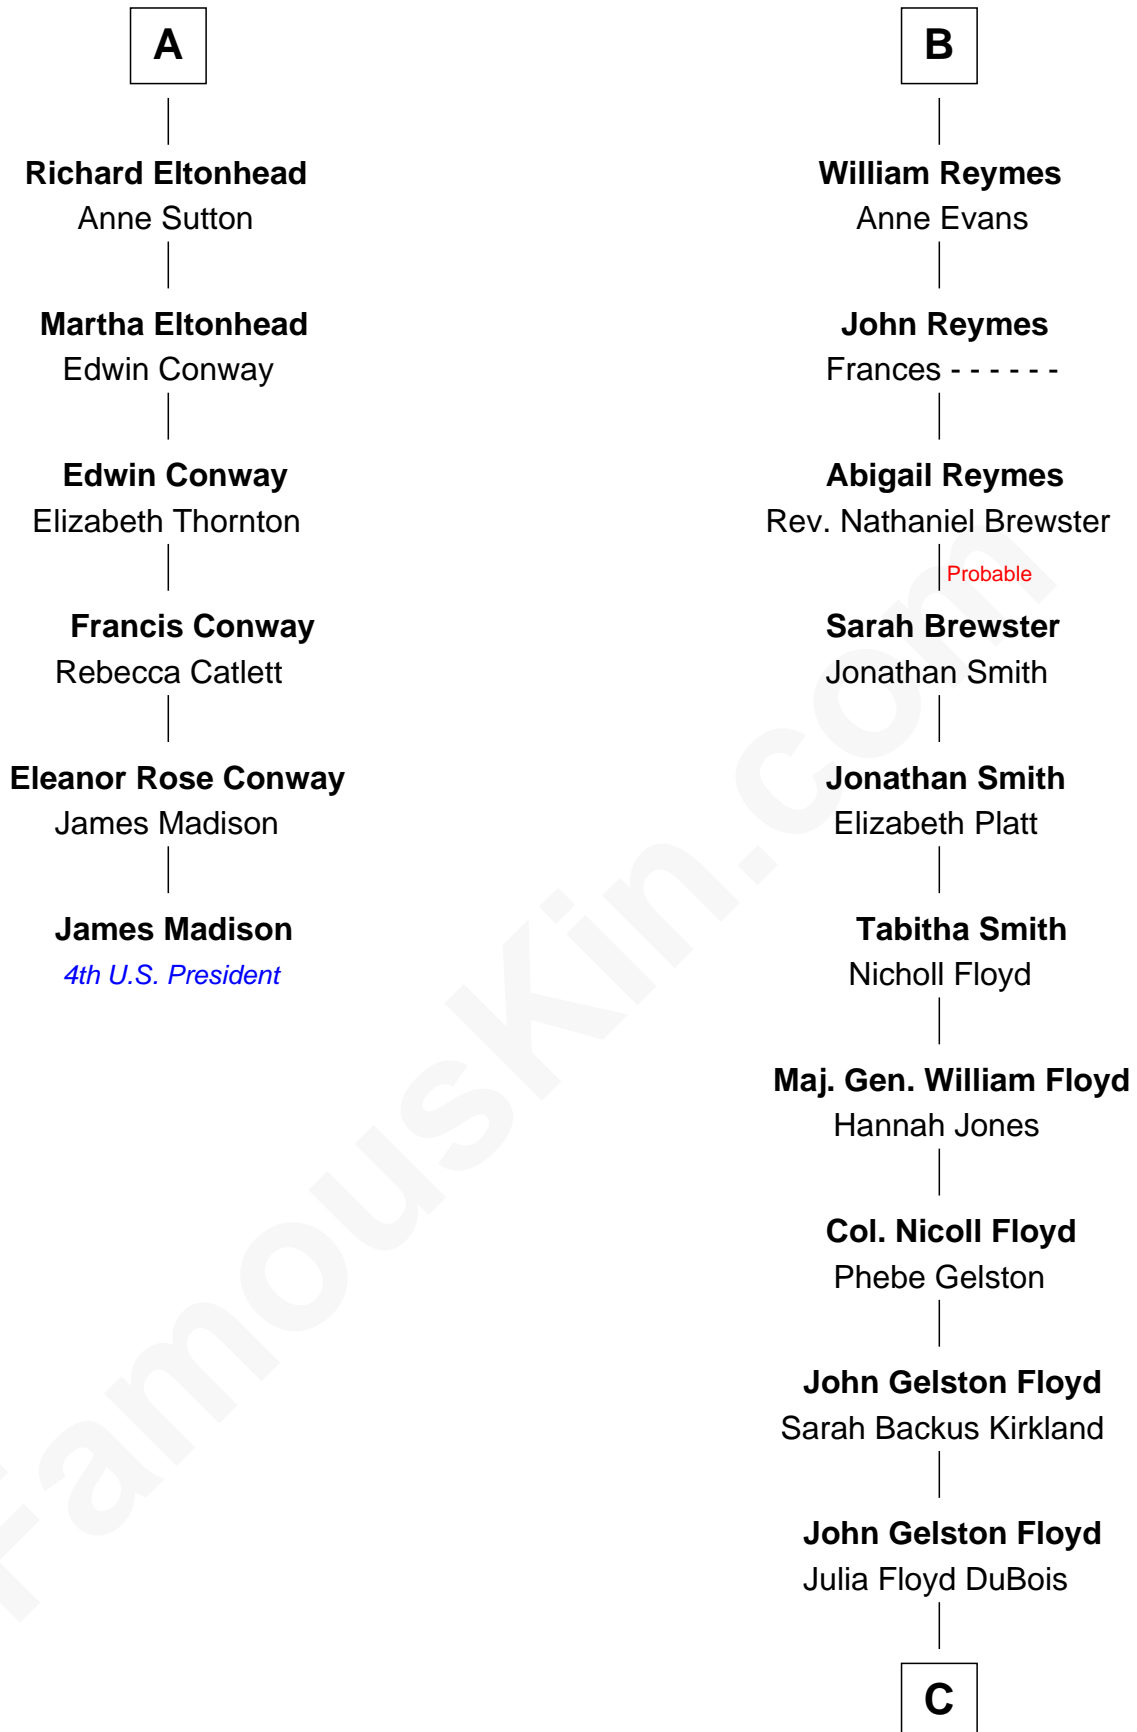 A
Richard Eltonhead
Anne Sutton
Martha Eltonhead
Edwin Conway
Edwin Conway
Elizabeth Thornton
Francis Conway
Rebecca Catlett
Eleanor Rose Conway
James Madison
James Madison
4th U.S. President
B
William Reymes
Anne Evans
John Reymes
Frances - - - - - -
Abigail Reymes
Rev. Nathaniel Brewster
Probable
Sarah Brewster
Jonathan Smith
Jonathan Smith
Elizabeth Platt
Tabitha Smith
Nicholl Floyd
Maj. Gen. William Floyd
Hannah Jones
Col. Nicoll Floyd
Phebe Gelston
John Gelston Floyd
Sarah Backus Kirkland
John Gelston Floyd
Julia Floyd DuBois
C
FamousKin.com